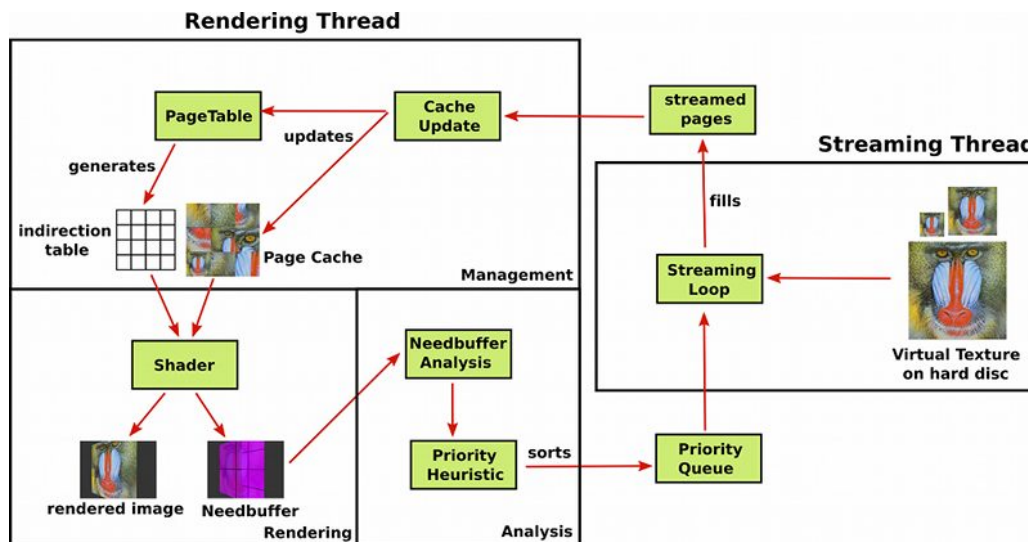 Rendering Thread
PageTable
Cache
Update
streamed
pages
updates
generates
Streaming Thread
fills
indirection
table
Page Cache
Management
Streaming
Loop
Virtual Texture
on hard disc
Shader
Needbuffer
Analysis
Priority
Heuristic
sorts
Priority
Queue
rendered image
Needbuffer
Rendering
Analysis